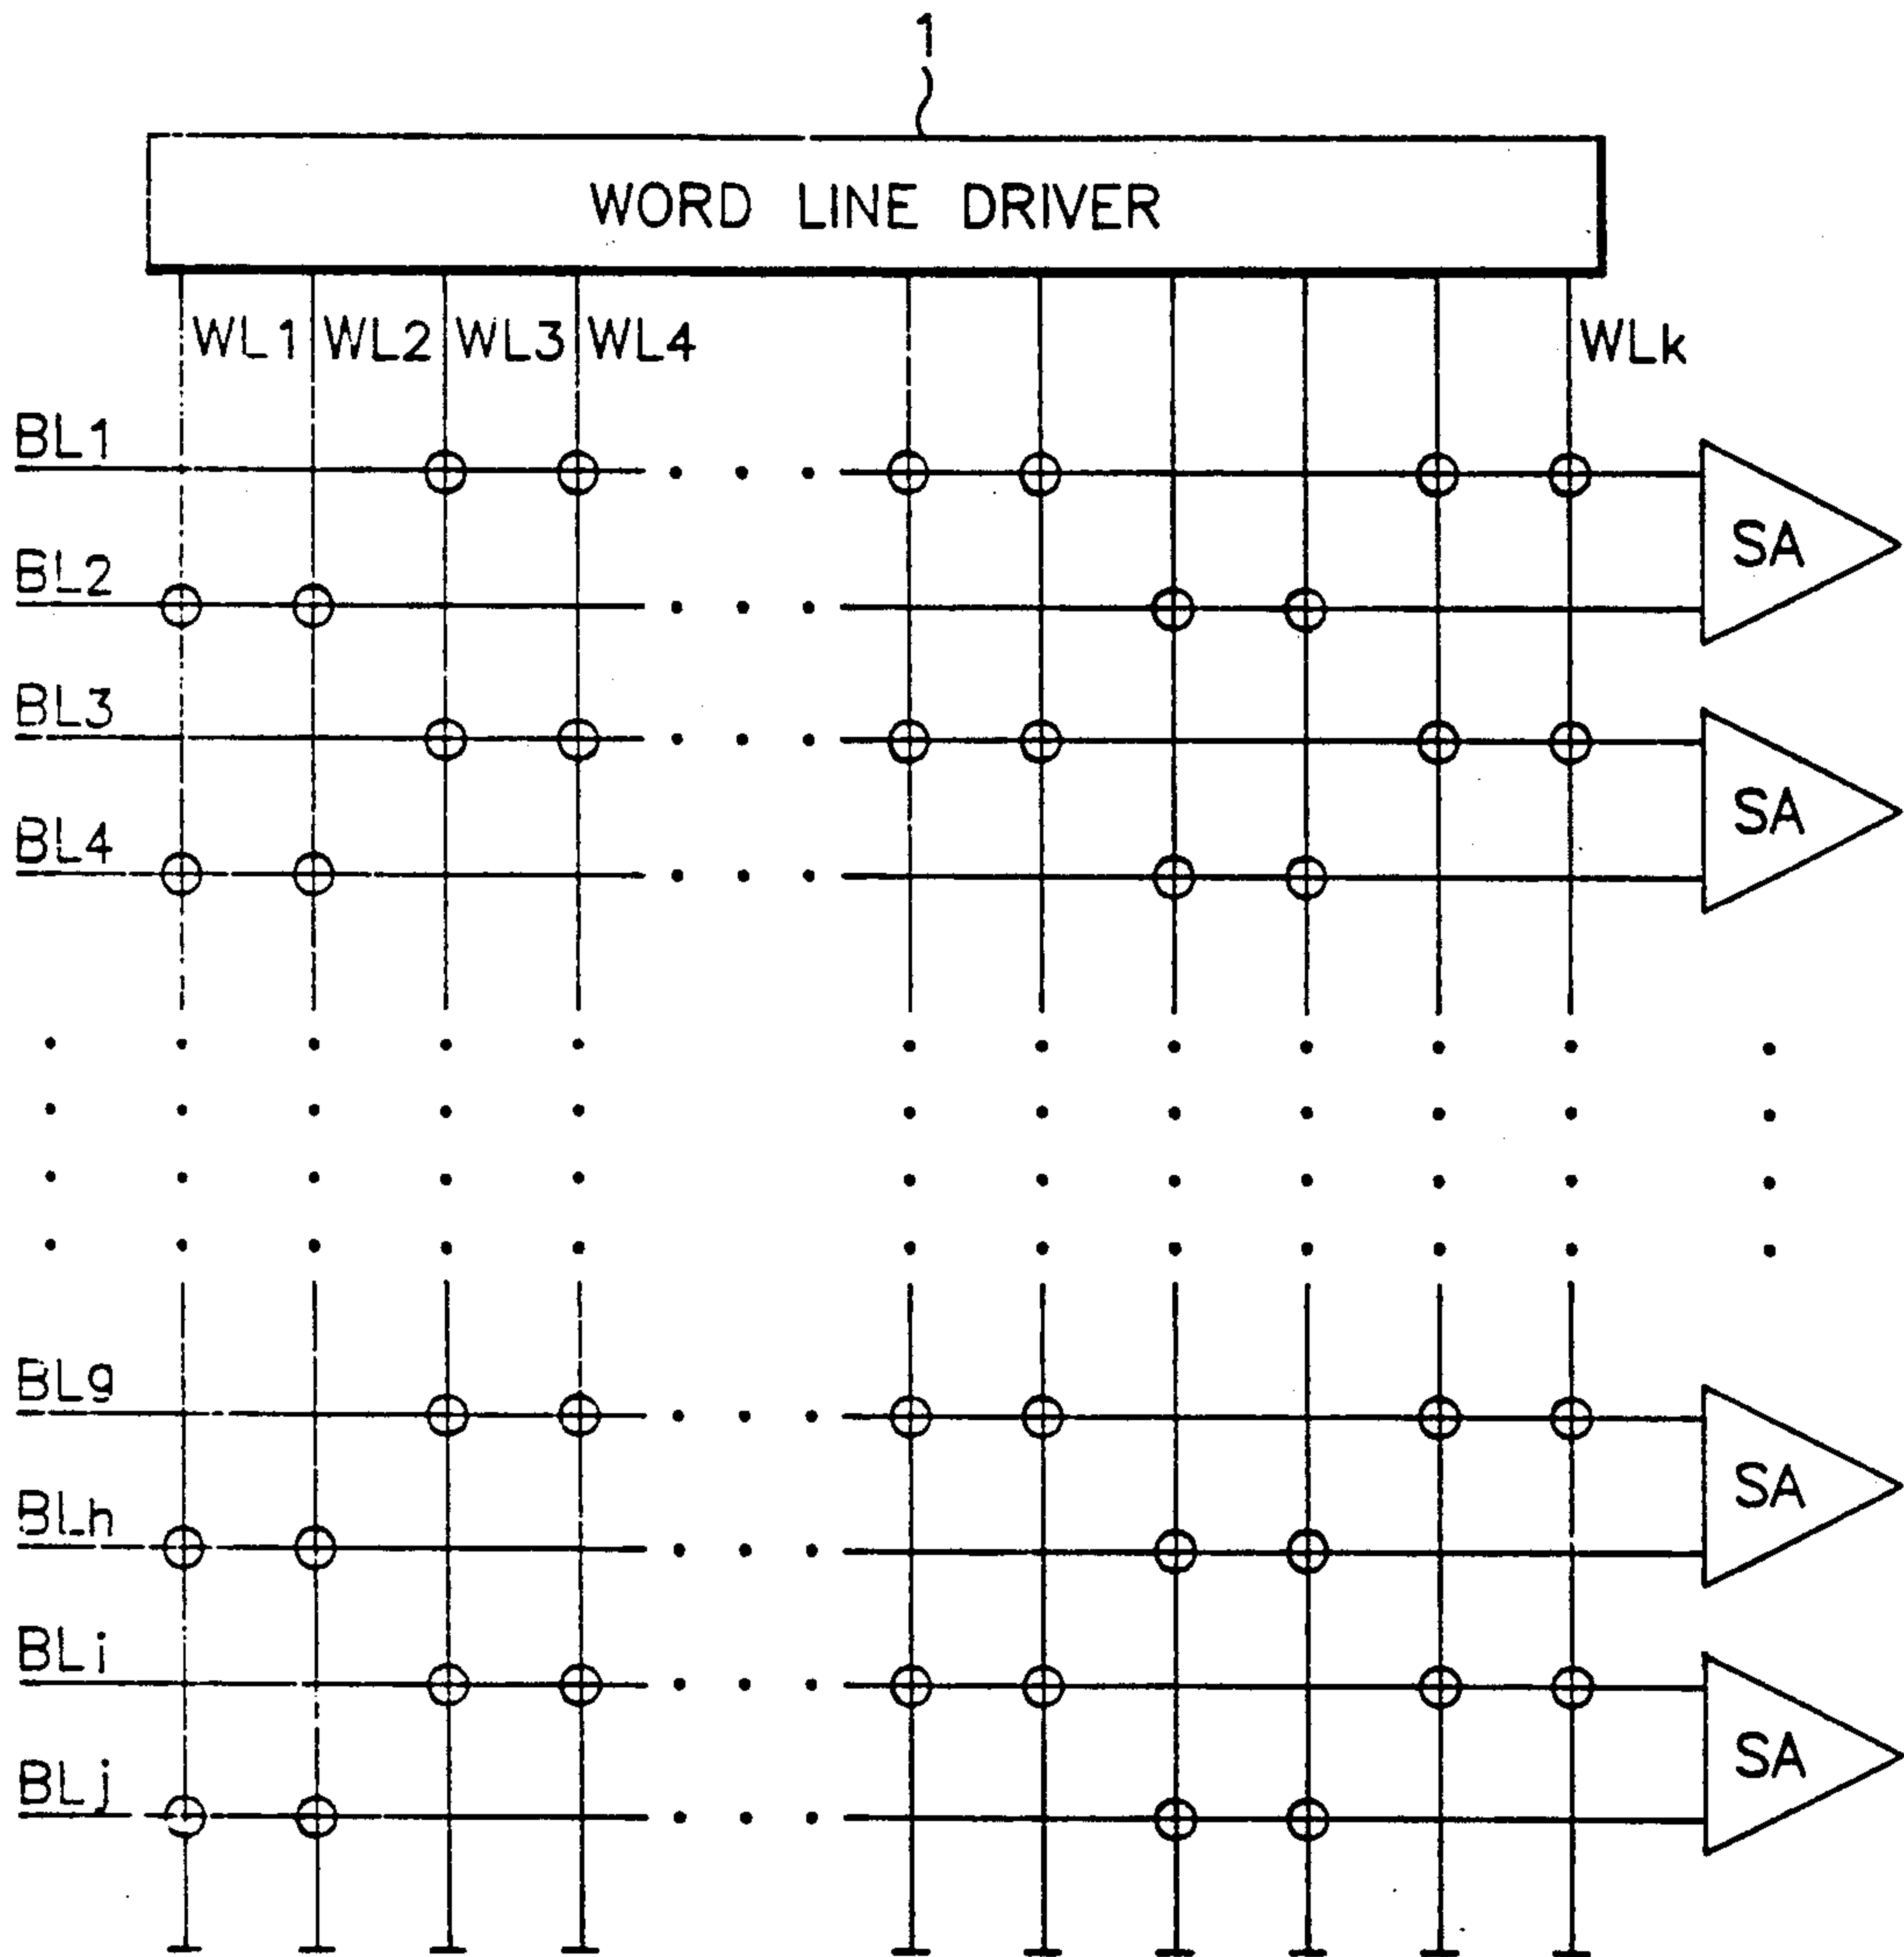 1
WORD LINE DRIVER
WL1 WL2 WL3 WL4 WLk
BL1
SA
BL2
BL3
SA
BL4
BLg
SA
BLh
BLi
SA
BLj